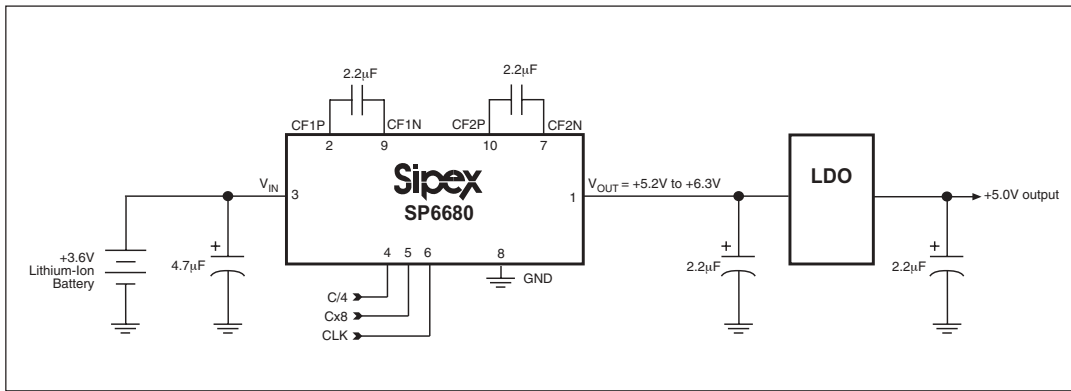 2.2µF
2.2µF
CF1P
CF1N
CF2P
CF2N
2
9
10
7
Sipex
SP6680
V_IN
3
1
V_OUT = +5.2V to +6.3V
LDO
+5.0V output
+3.6V
Lithium-Ion
Battery
+
4.7µF
4
5
6
8
GND
C/4
Cx8
CLK
+
2.2µF
+
2.2µF